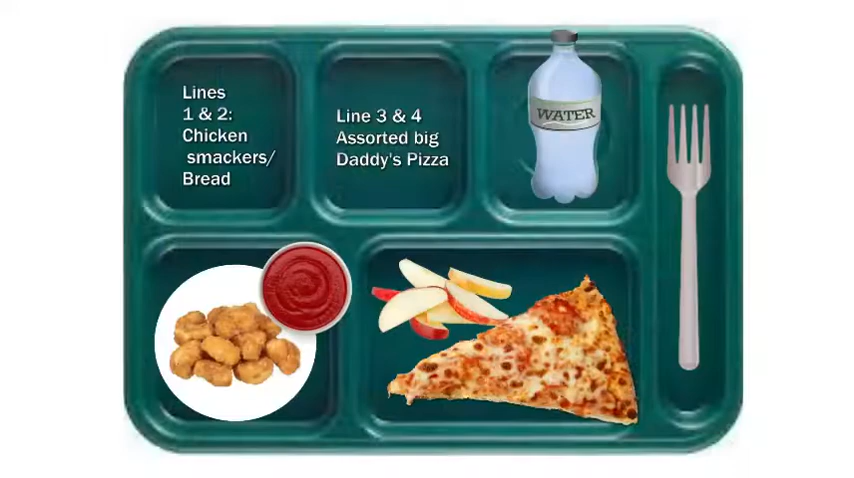 Lines
1 & 2:
Chicken
smackers/
Bread
Line 3 & 4
Assorted big
Daddy's Pizza
WATER